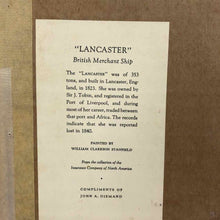 "LANCASTER"
British Merchant Ship
The "LANCASTER" was of 353
tons, and built in Lancaster, Eng-
land, in 1825. She was owned by
Sir J. Tobin, and registered in the
Port of Liverpool, and during
most of her career, traded between
that port and Africa. The records
indicate that she was reported
lost in 1840.
PAINTED BY
WILLIAM CLARKSON STANFIELD
From the collection of the
Insurance Company of North America
COMPLIMENTS OF
JOHN A. DIEMAND